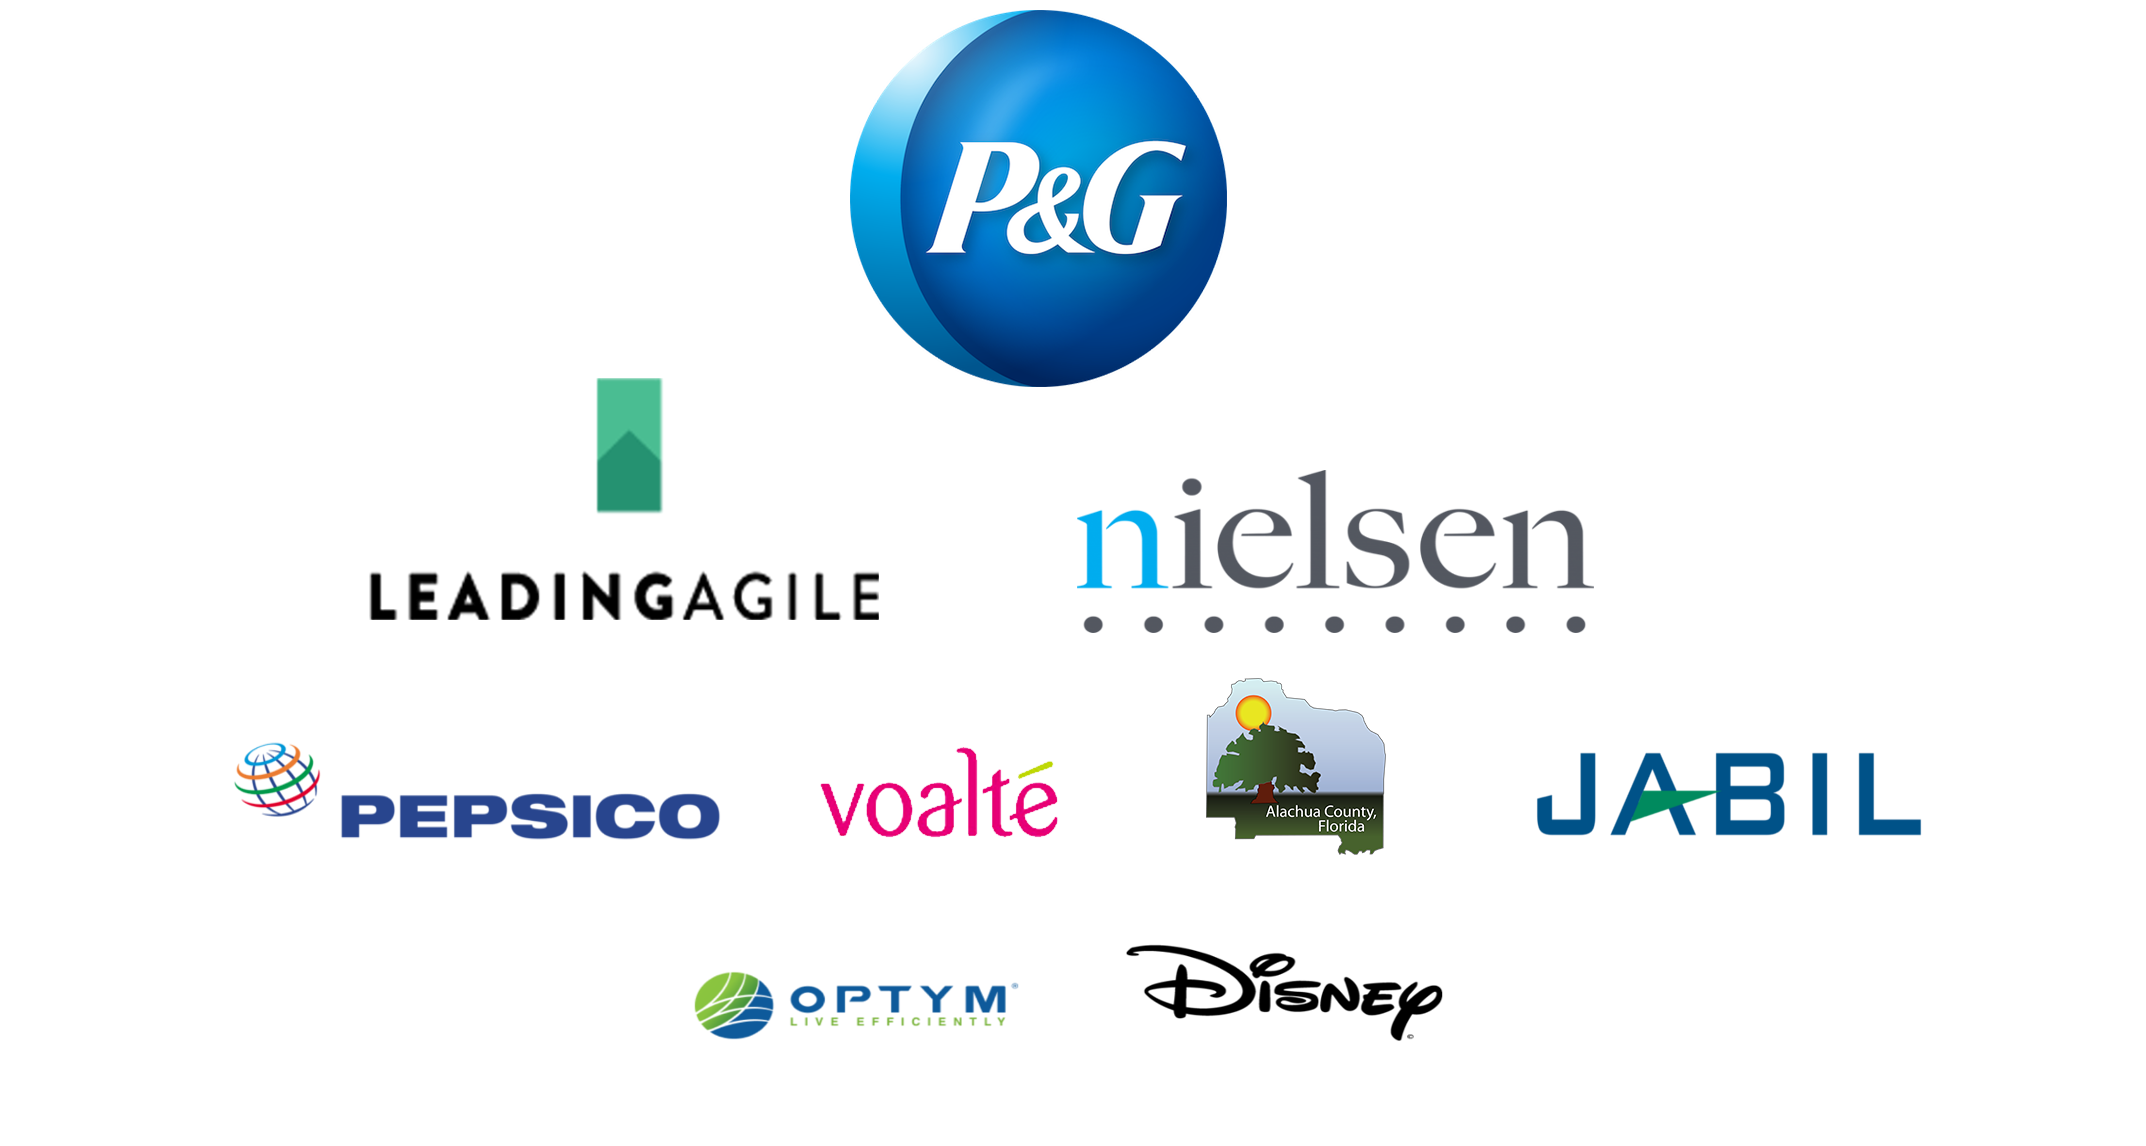 P&G
LEADINGAGILE
nielsen
PEPSICO
voalté
Alachua County,
Florida
JABIL
OPTYM®
LIVE EFFICIENTLY
Disney
©